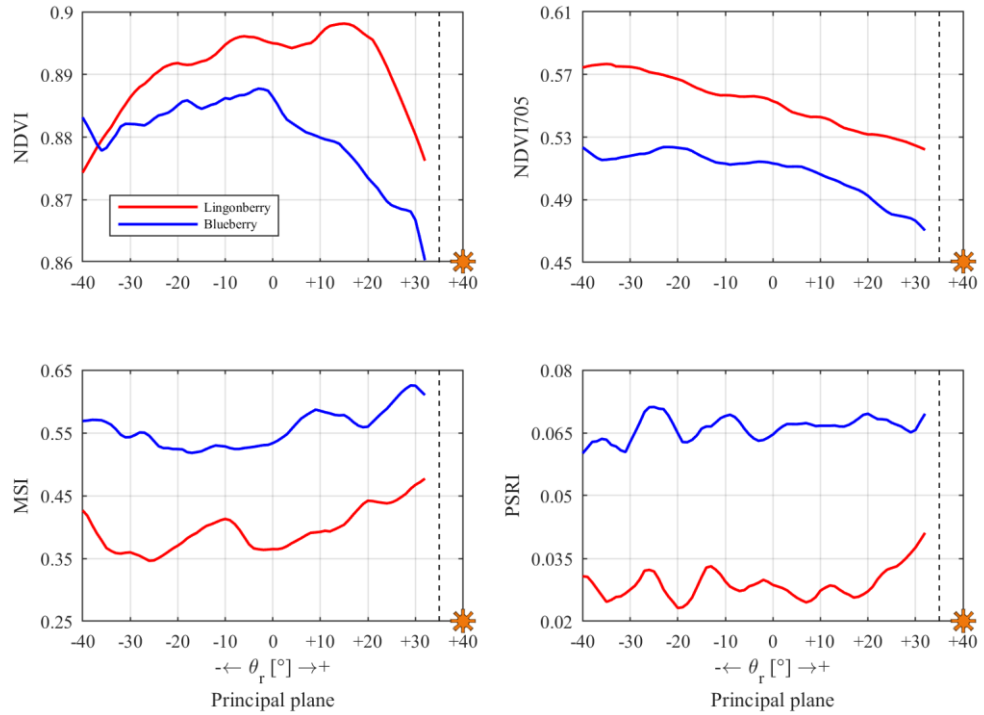 0.9
0.89
0.88
0.87
0.86
NDVI
Lingonberry
Blueberry
-40 -30 -20 -10 0 +10 +20 +30 +40
0.61
0.57
0.53
0.49
0.45
NDVI705
-40 -30 -20 -10 0 +10 +20 +30 +40
0.65
0.55
0.45
0.35
0.25
MSI
-40 -30 -20 -10 0 +10 +20 +30 +40
-← θr [°] →+
Principal plane
0.08
0.065
0.05
0.035
0.02
PSRI
-40 -30 -20 -10 0 +10 +20 +30 +40
-← θr [°] →+
Principal plane